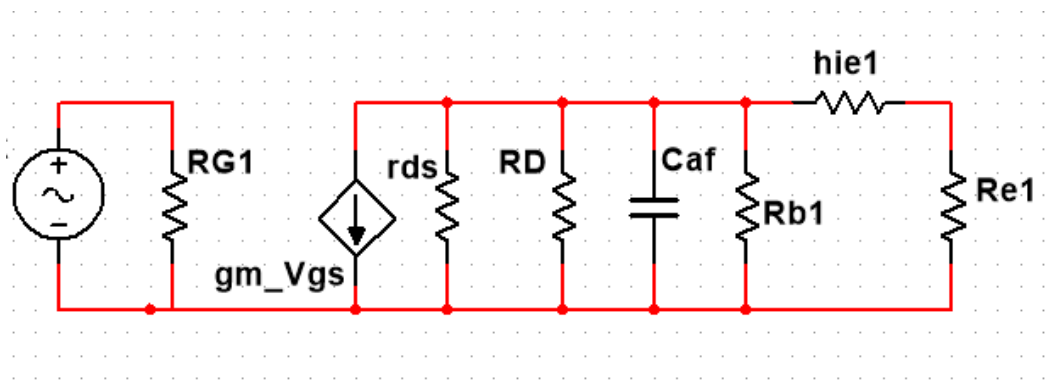 hie1
RG1
rds
RD
Caf
Rb1
Re1
gm_Vgs